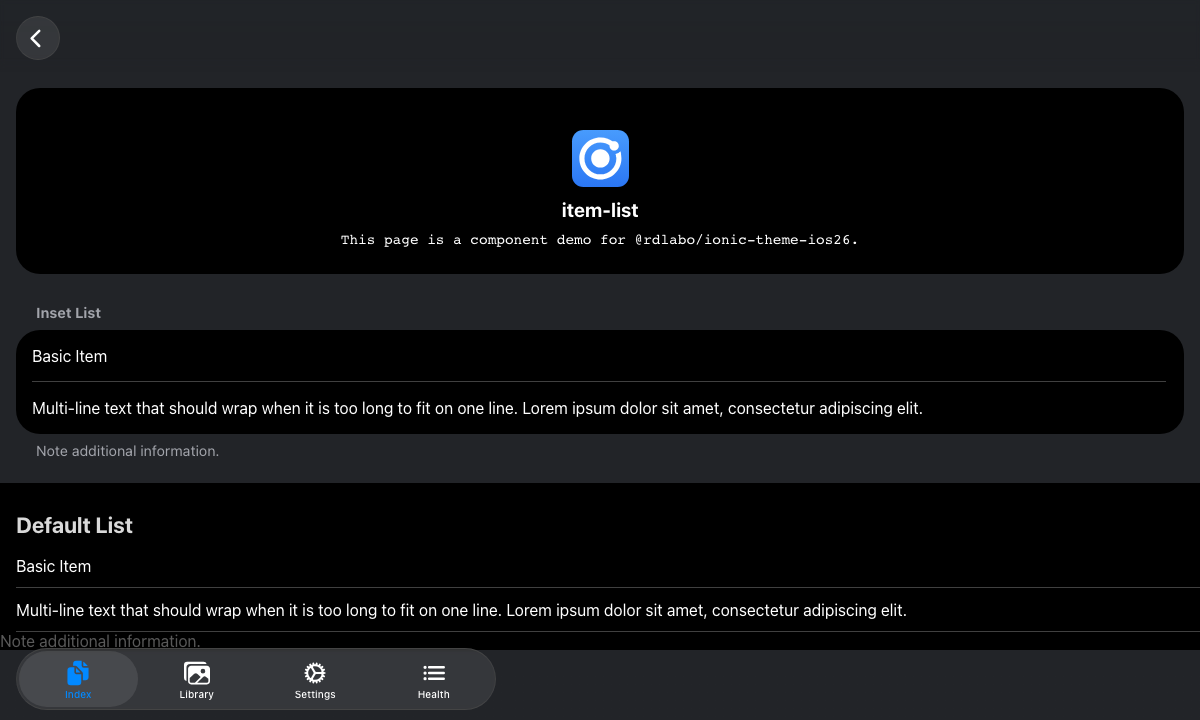 item-list
This page is a component demo for @rdlabo/ionic-theme-ios26.
Inset List
Basic Item
Multi-line text that should wrap when it is too long to fit on one line. Lorem ipsum dolor sit amet, consectetur adipiscing elit.
Note additional information.
Default List
Basic Item
Multi-line text that should wrap when it is too long to fit on one line. Lorem ipsum dolor sit amet, consectetur adipiscing elit.
Note additional information.
Index Library Settings Health